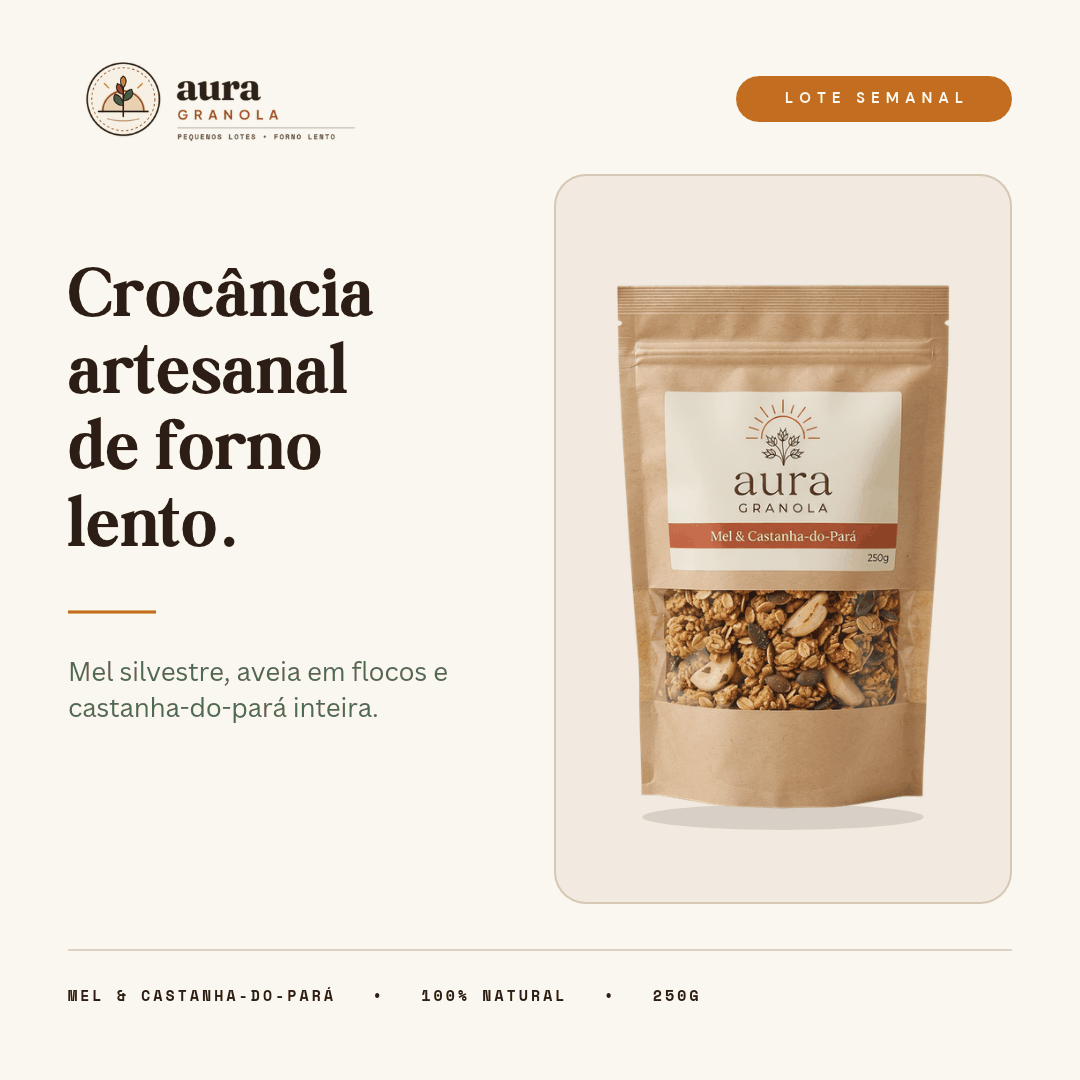 aura
GRANOLA
PEQUENOS LOTES • FORNO LENTO
LOTE SEMANAL
Crocância
artesanal
de forno
lento.
Mel silvestre, aveia em flocos e
castanha-do-pará inteira.
aura
GRANOLA
Mel & Castanha-do-Pará
250g
MEL & CASTANHA-DO-PARÁ • 100% NATURAL • 250G